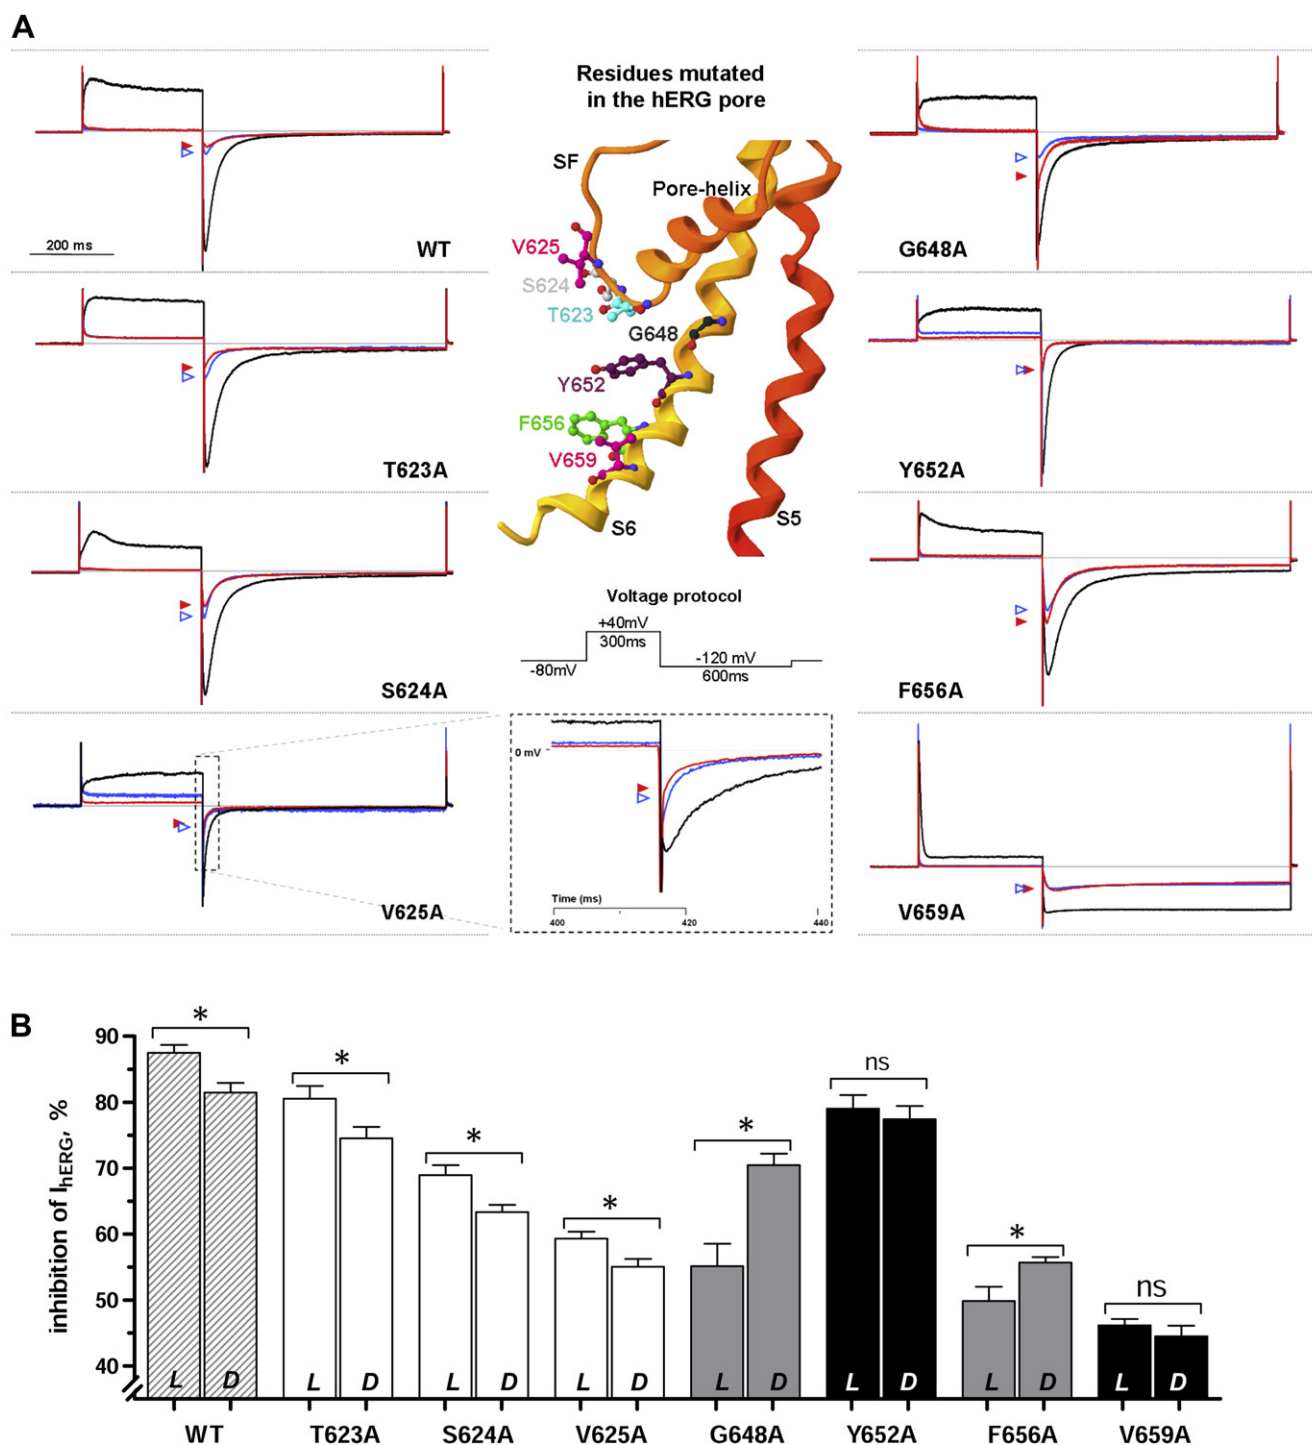 A
Residues mutated
in the hERG pore
SF
Pore-helix
V625
S624
T623
G648
Y652
F656
V659
S6
S5
200 ms
WT
G648A
T623A
Y652A
S624A
F656A
Voltage protocol
+40mV
300ms
-80mV
-120 mV
600ms
V625A
0 mV
Time (ms)
400
420
440
V659A
B
inhibition of IhERG, %
90
80
70
60
50
40
*
*
*
*
*
ns
*
ns
L D L D L D L D L D L D L D L D
WT T623A S624A V625A G648A Y652A F656A V659A